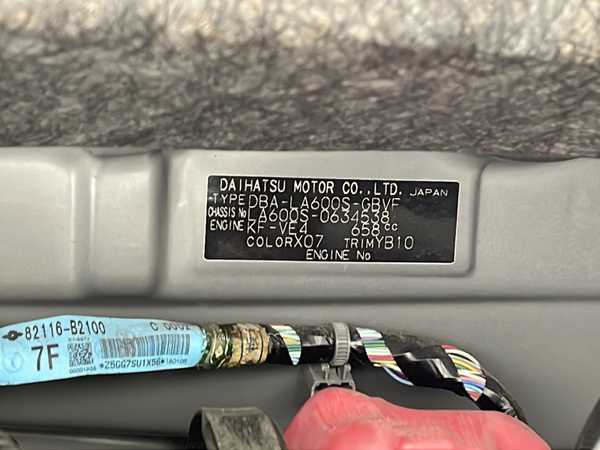 DAIHATSU MOTOR CO.,LTD. JAPAN
TYPE DBA-LA600S-GBVF
CHASSIS No LA600S-0634538
ENGINE KF-VE4 658cc
COLOR X07 TRIM YB10
ENGINE No
82116-B2100
7F
*Z5GG7SU1X56*